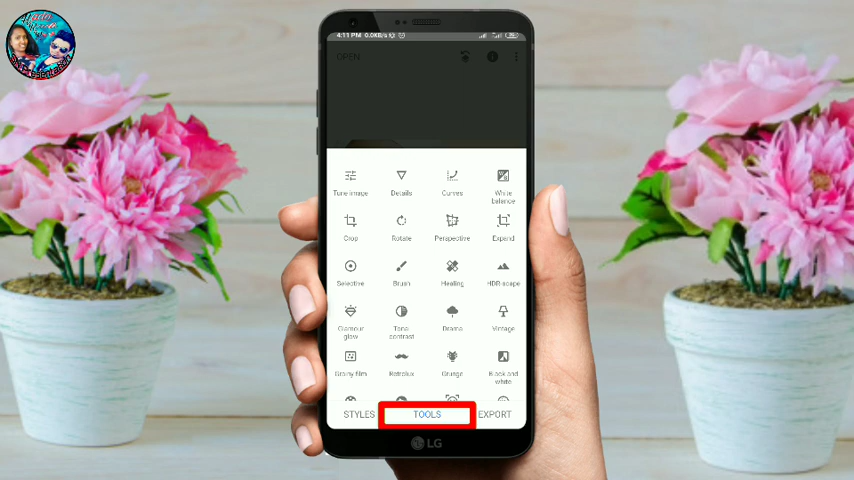 4:11 PM 0.0KB/s
OPEN
Tune Image
Details
Curves
White
balance
Crop
Rotate
Perspective
Expand
Selective
Brush
Healing
HDR-scape
Glamour
glow
Tonal
contrast
Drama
Vintage
Grainy film
Retrolux
Grunge
Black and
white
STYLES
TOOLS
EXPORT
LG